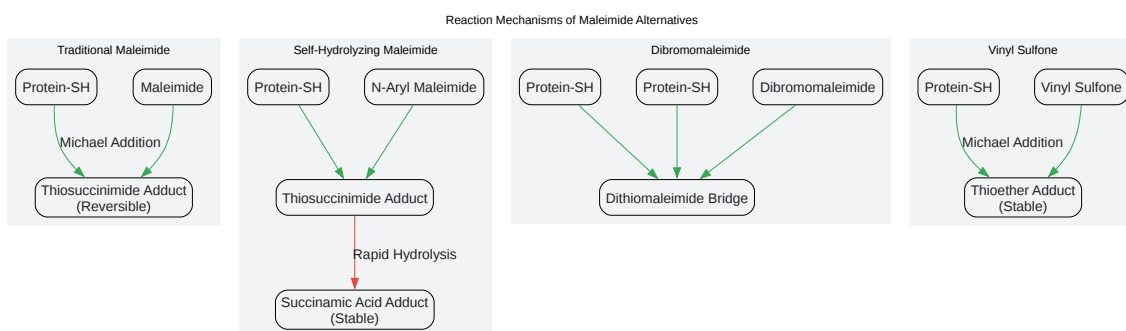 Reaction Mechanisms of Maleimide Alternatives
Traditional Maleimide
Protein-SH
Maleimide
Michael Addition
Thiosuccinimide Adduct
(Reversible)
Self-Hydrolyzing Maleimide
Protein-SH
N-Aryl Maleimide
Thiosuccinimide Adduct
Rapid Hydrolysis
Succinamic Acid Adduct
(Stable)
Dibromomaleimide
Protein-SH
Protein-SH
Dibromomaleimide
Dithiomaleimide Bridge
Vinyl Sulfone
Protein-SH
Vinyl Sulfone
Michael Addition
Thioether Adduct
(Stable)